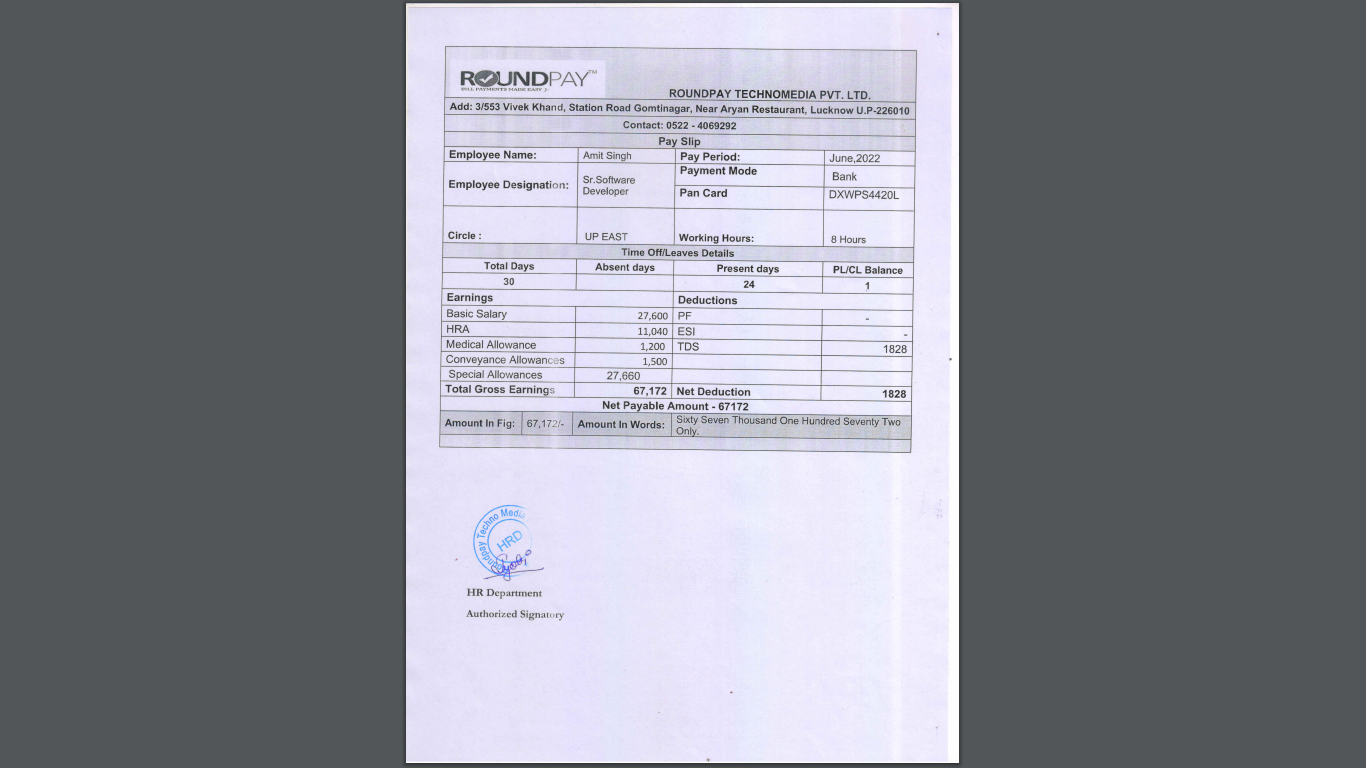 ROUNDPAY™
BILL PAYMENTS MADE EASY
ROUNDPAY TECHNOMEDIA PVT. LTD.
Add: 3/553 Vivek Khand, Station Road Gomtinagar, Near Aryan Restaurant, Lucknow U.P-226010
Contact: 0522 - 4069292
Pay Slip
Employee Name: Amit Singh Pay Period: June,2022
Employee Designation: Sr.Software Developer Payment Mode Bank
Pan Card DXWPS4420L
Circle : UP EAST Working Hours: 8 Hours
Time Off/Leaves Details
Total Days Absent days Present days PL/CL Balance
30 24 1
Earnings Deductions
Basic Salary 27,600 PF -
HRA 11,040 ESI -
Medical Allowance 1,200 TDS 1828
Conveyance Allowances 1,500
Special Allowances 27,660
Total Gross Earnings 67,172 Net Deduction 1828
Net Payable Amount - 67172
Amount In Fig: 67,172/- Amount In Words: Sixty Seven Thousand One Hundred Seventy Two
Only.
Roundpay Techno Media
HRD
HR Department
Authorized Signatory